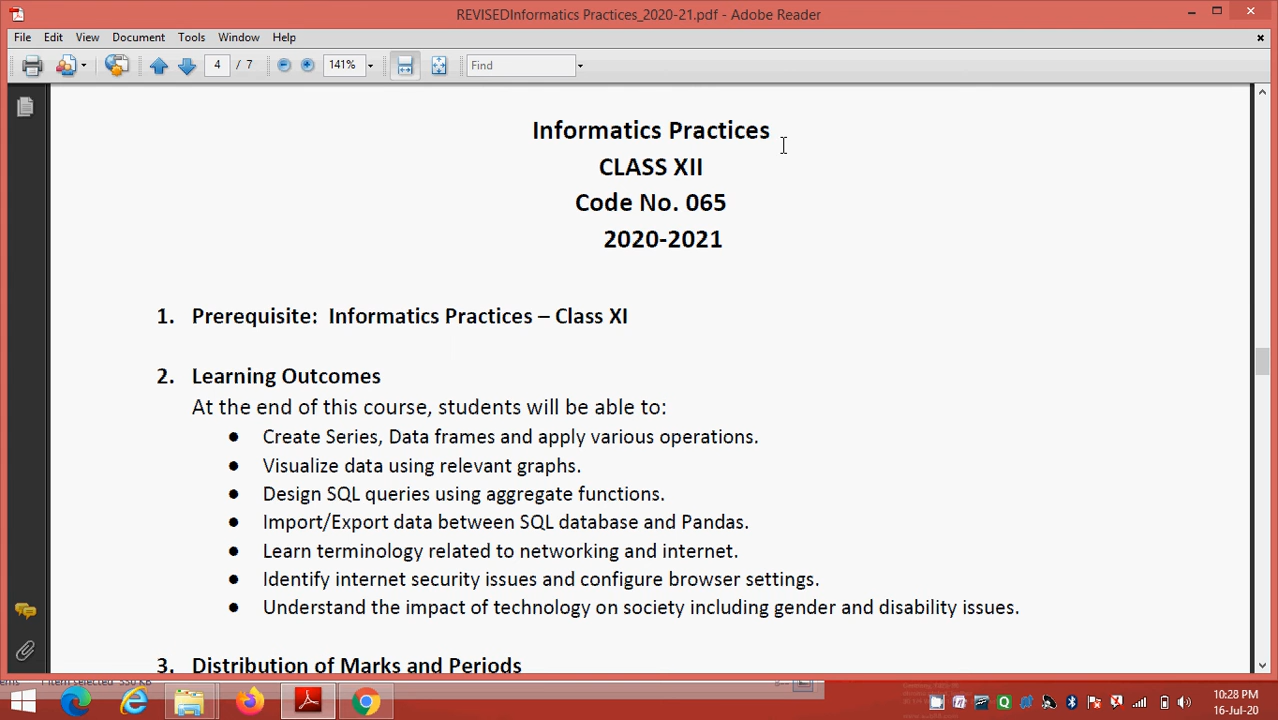 REVISEDInformatics Practices_2020-21.pdf - Adobe Reader
File Edit View Document Tools Window Help
4 / 7 141% Find
Informatics Practices
CLASS XII
Code No. 065
2020-2021
1. Prerequisite: Informatics Practices – Class XI
2. Learning Outcomes
At the end of this course, students will be able to:
● Create Series, Data frames and apply various operations.
● Visualize data using relevant graphs.
● Design SQL queries using aggregate functions.
● Import/Export data between SQL database and Pandas.
● Learn terminology related to networking and internet.
● Identify internet security issues and configure browser settings.
● Understand the impact of technology on society including gender and disability issues.
3. Distribution of Marks and Periods
10:28 PM
16-Jul-20